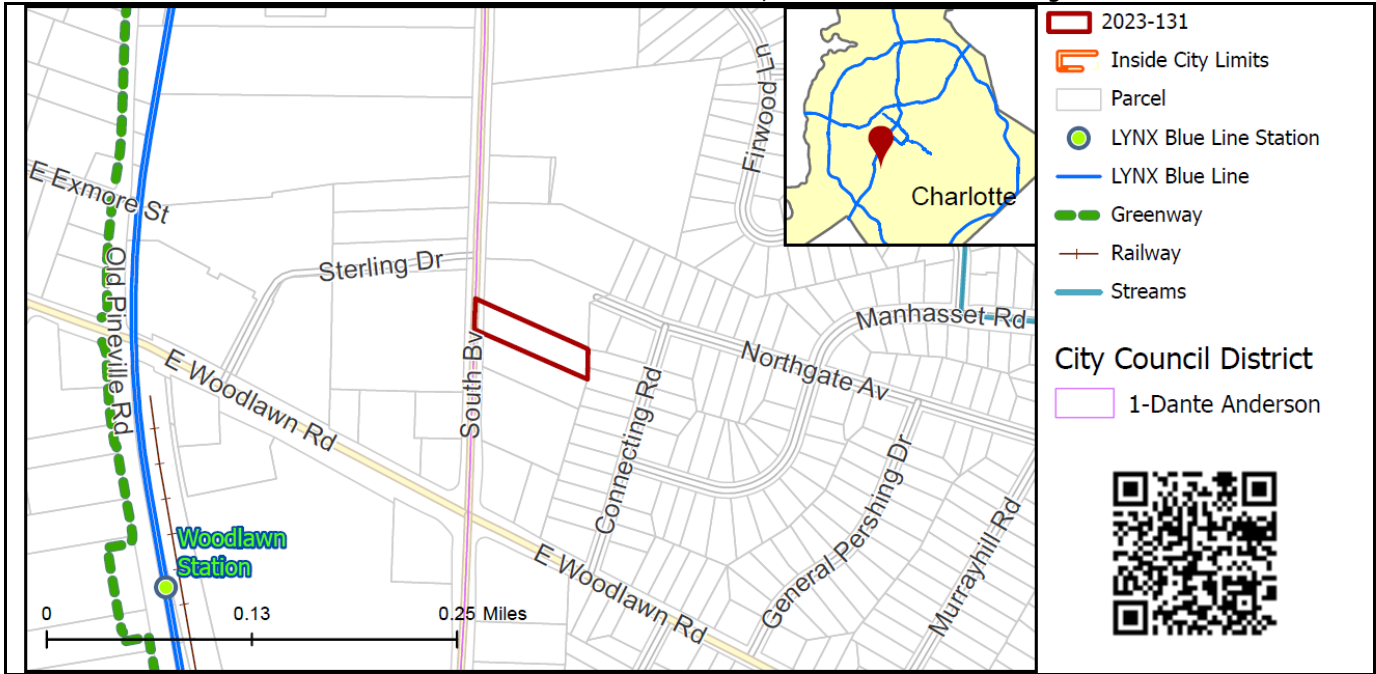 E Exmore St
Old Pineville Rd
Sterling Dr
E Woodlawn Rd
South Bv
Firwood Ln
Manhasset Rd
Northgate Av
Connecting Rd
General Pershing Dr
Murrayhill Rd
E Woodlawn Rd
Woodlawn
Station
0
0.13
0.25 Miles
Charlotte
2023-131
Inside City Limits
Parcel
LYNX Blue Line Station
LYNX Blue Line
Greenway
Railway
Streams
City Council District
1-Dante Anderson